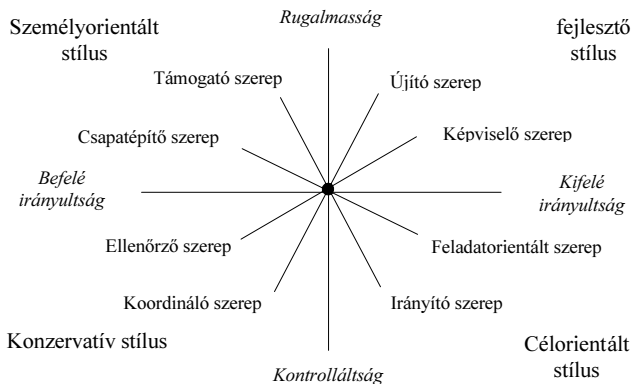 Személyorientált
stílus
Rugalmasság
fejlesztő
stílus
Támogató szerep
Újító szerep
Csapatépítő szerep
Képviselő szerep
Befelé
irányultság
Kifelé
irányultság
Ellenőrző szerep
Feladatorientált szerep
Koordináló szerep
Irányító szerep
Konzervatív stílus
Célorientált
stílus
Kontrolláltság